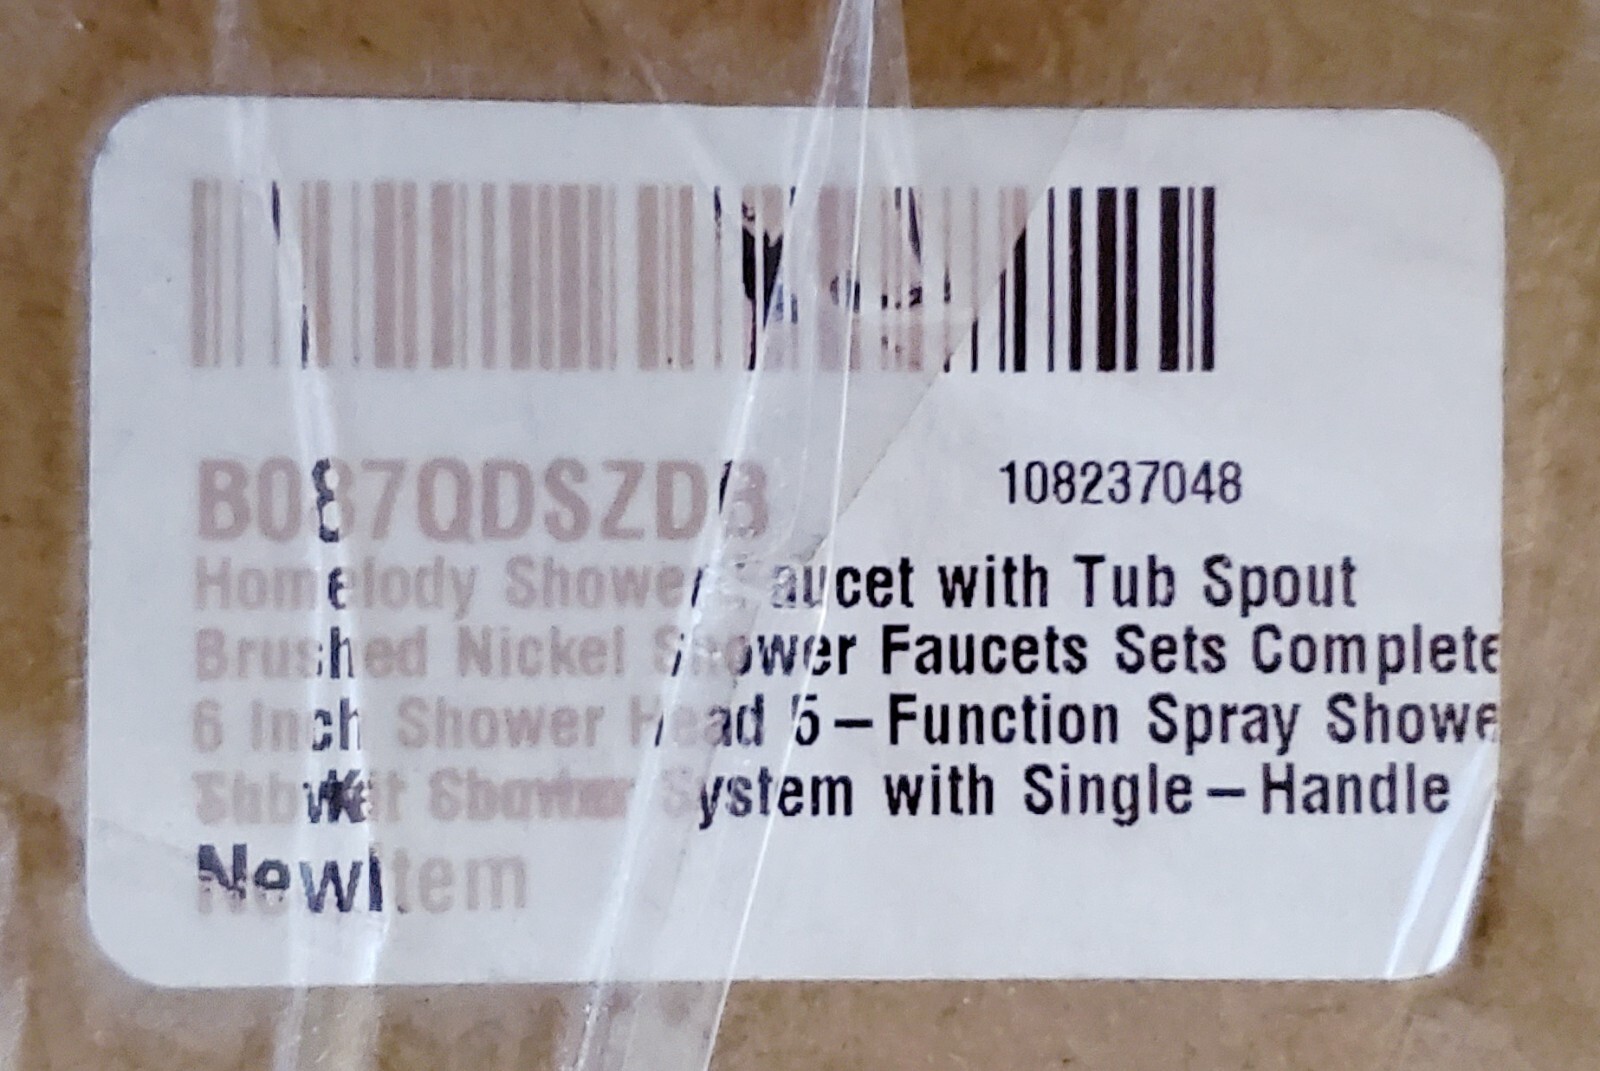 B087QDSZDB 108237048
Homelody Shower Faucet with Tub Spout
Brushed Nickel Shower Faucets Sets Complete
6 Inch Shower Head 5-Function Spray Shower
System with Single-Handle
NewItem